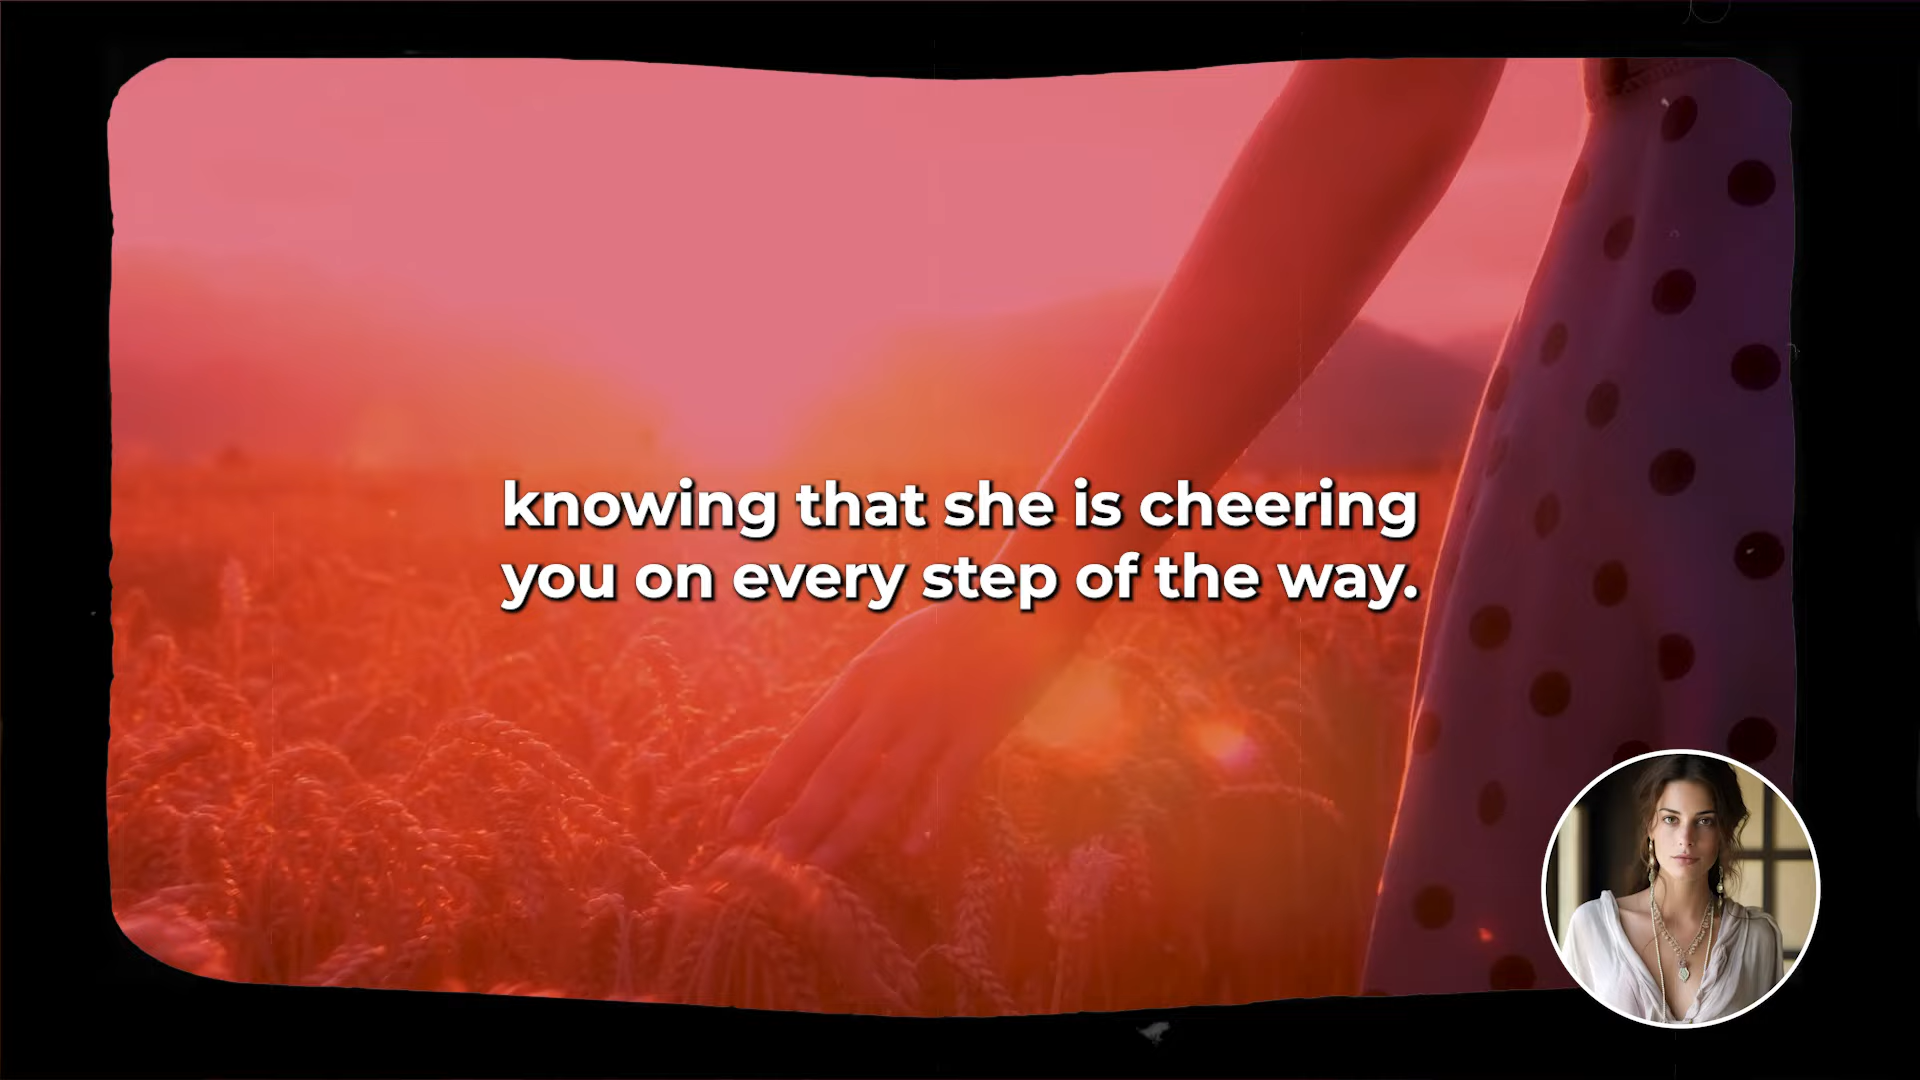 knowing that she is cheering
you on every step of the way.